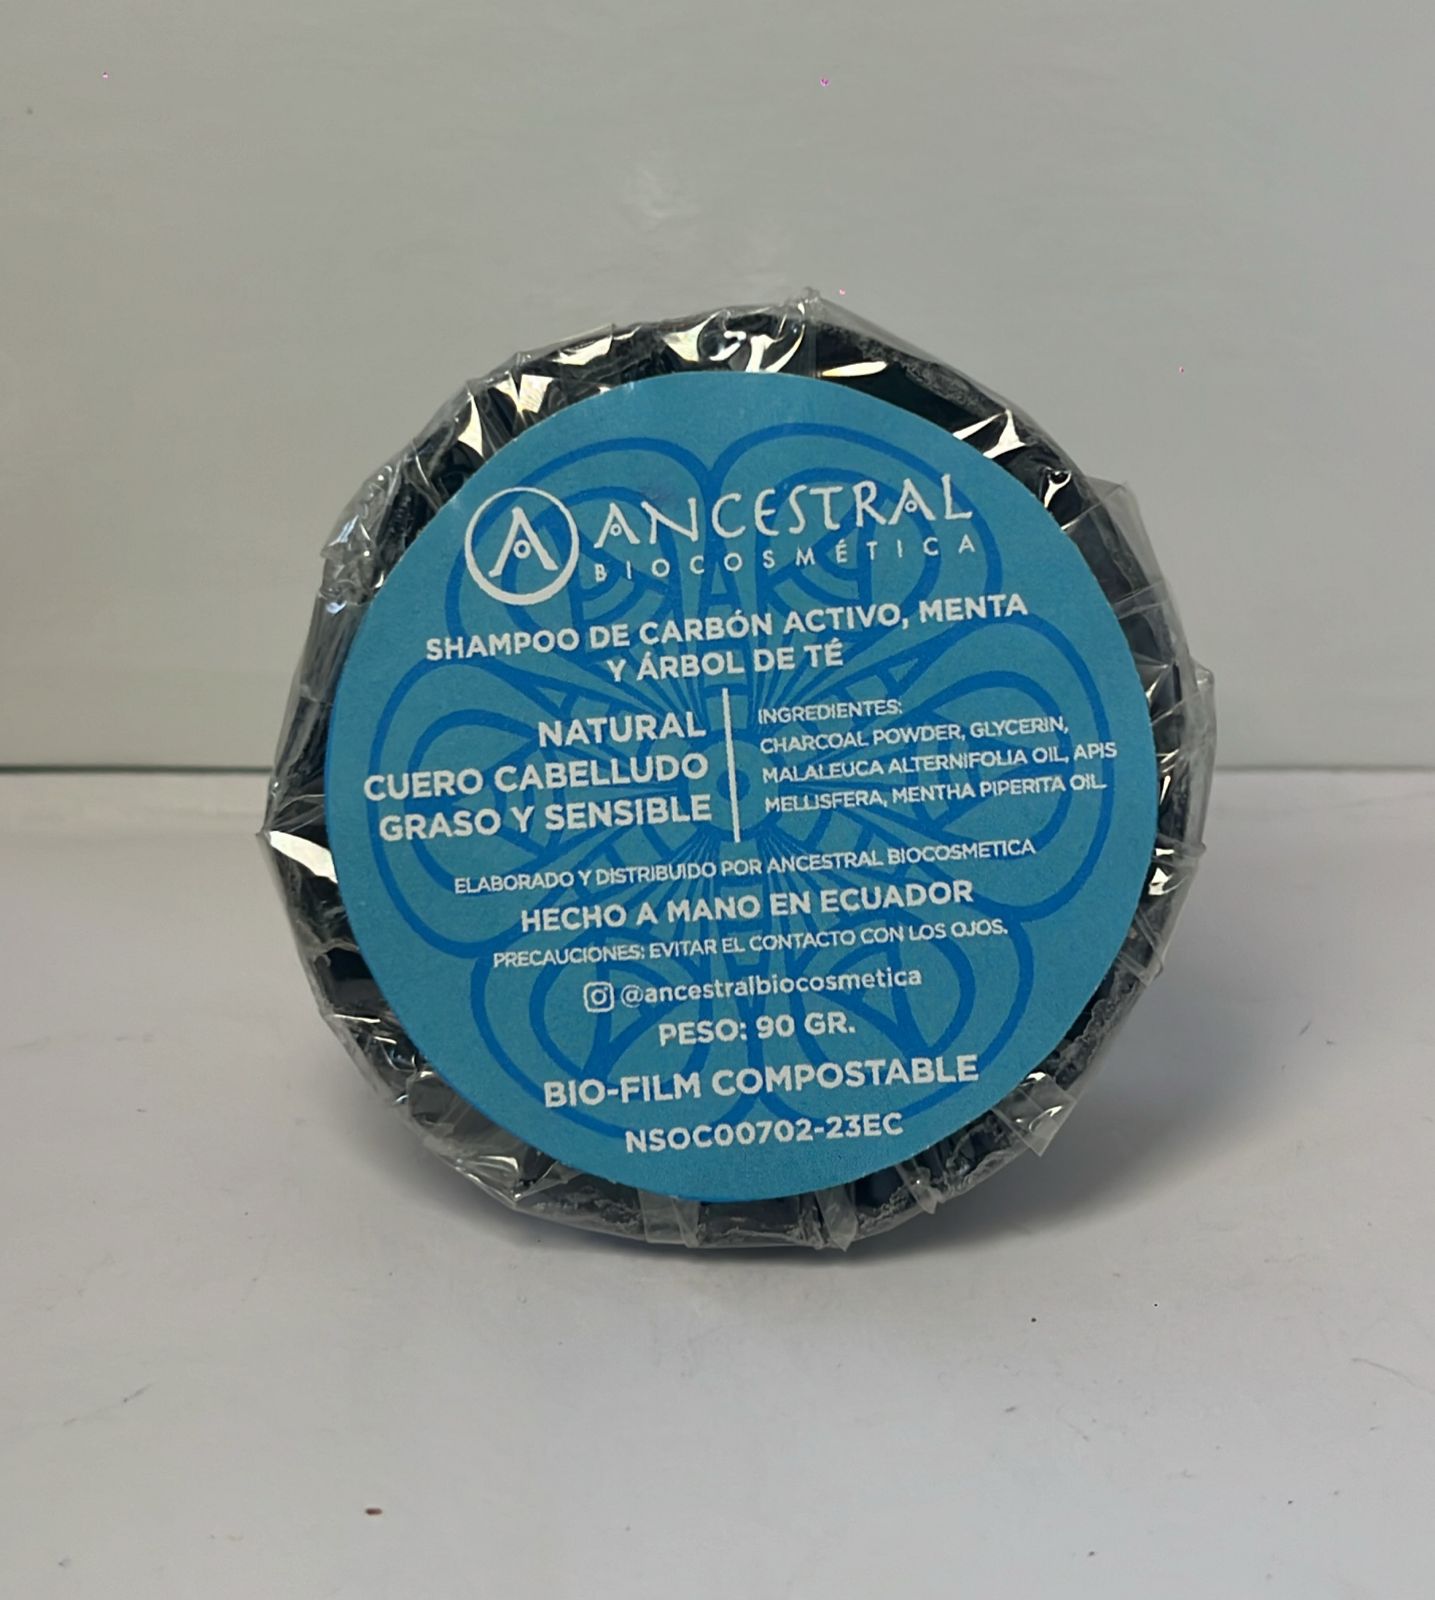 ANCESTRAL
BIOCOSMÉTICA
SHAMPOO DE CARBÓN ACTIVO, MENTA
Y ÁRBOL DE TÉ
NATURAL
CUERO CABELLUDO
GRASO Y SENSIBLE
INGREDIENTES:
CHARCOAL POWDER, GLYCERIN,
MALALEUCA ALTERNIFOLIA OIL, APIS
MELLISFERA, MENTHA PIPERITA OIL.
ELABORADO Y DISTRIBUIDO POR ANCESTRAL BIOCOSMETICA
HECHO A MANO EN ECUADOR
PRECAUCIONES: EVITAR EL CONTACTO CON LOS OJOS.
@ancestralbiocosmetica
PESO: 90 GR.
BIO-FILM COMPOSTABLE
NSOC00702-23EC